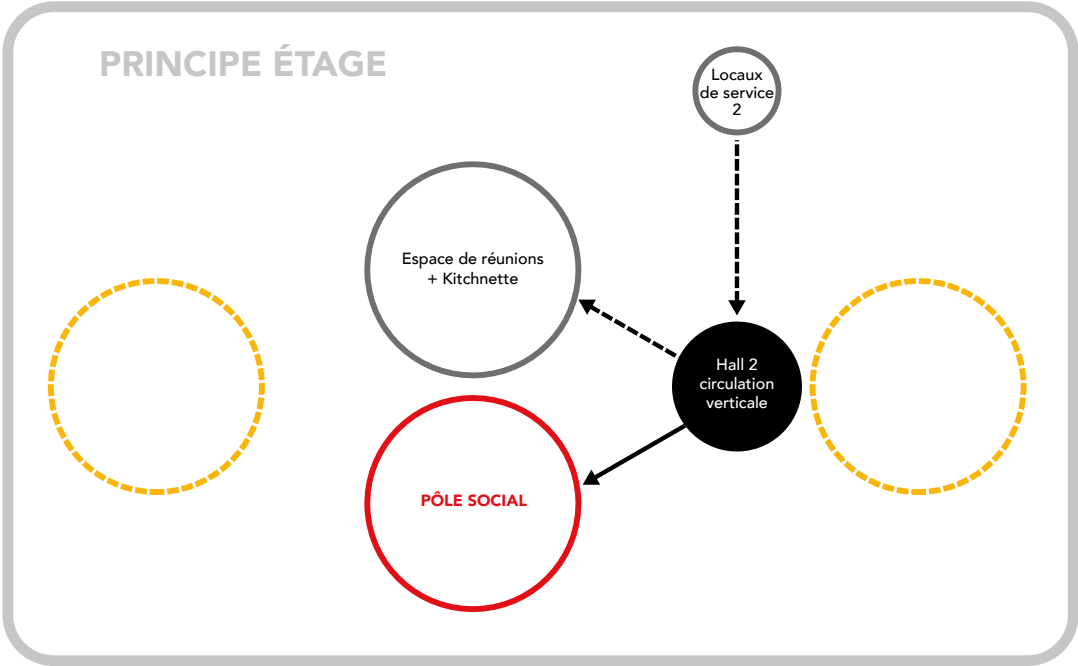 PRINCIPE ÉTAGE
Locaux
de service
2
Espace de réunions
+ Kitchnette
Hall 2
circulation
verticale
PÔLE SOCIAL